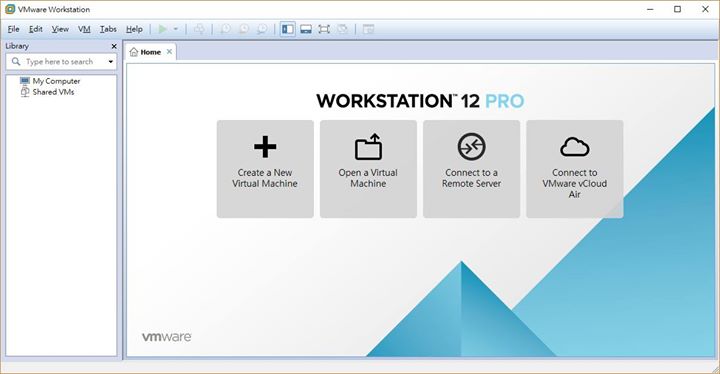 VMware Workstation
File Edit View VM Tabs Help
Library
Type here to search
My Computer
Shared VMs
Home
WORKSTATION™ 12 PRO
Create a New
Virtual Machine
Open a Virtual
Machine
Connect to a
Remote Server
Connect to
VMware vCloud
Air
vmware